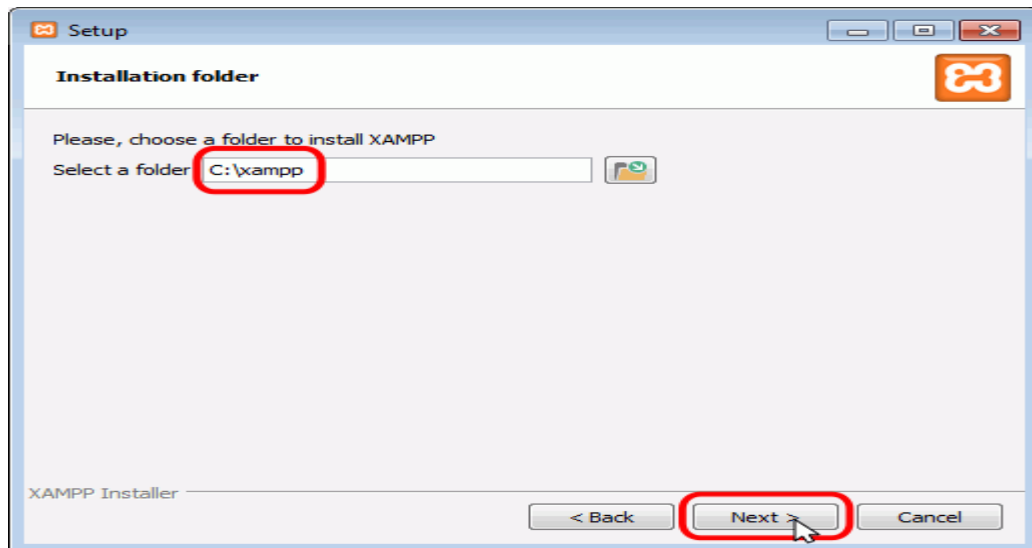 Setup
Installation folder
Please, choose a folder to install XAMPP
Select a folder C:\xampp
XAMPP Installer
< Back Next > Cancel